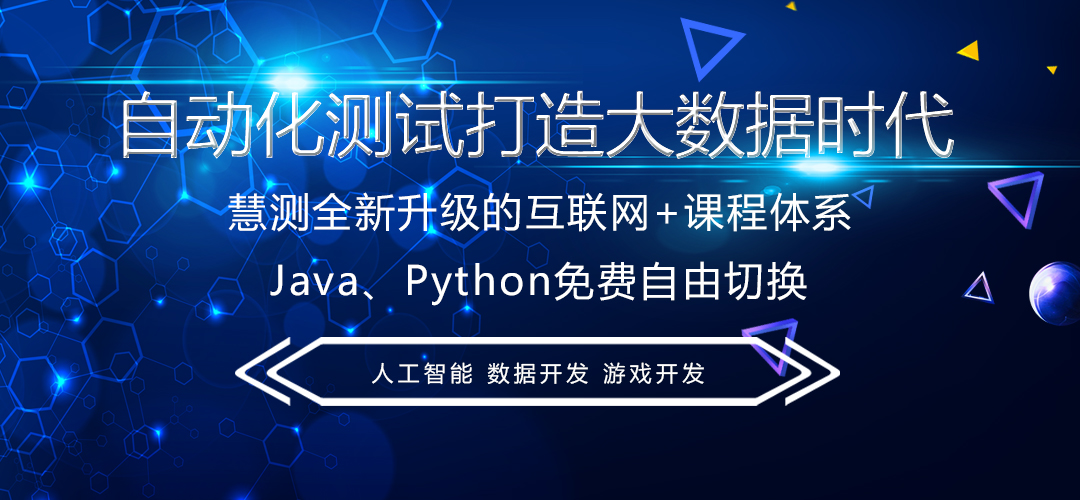 自动化测试打造大数据时代
慧测全新升级的互联网+课程体系
Java、Python免费自由切换
人工智能 数据开发 游戏开发